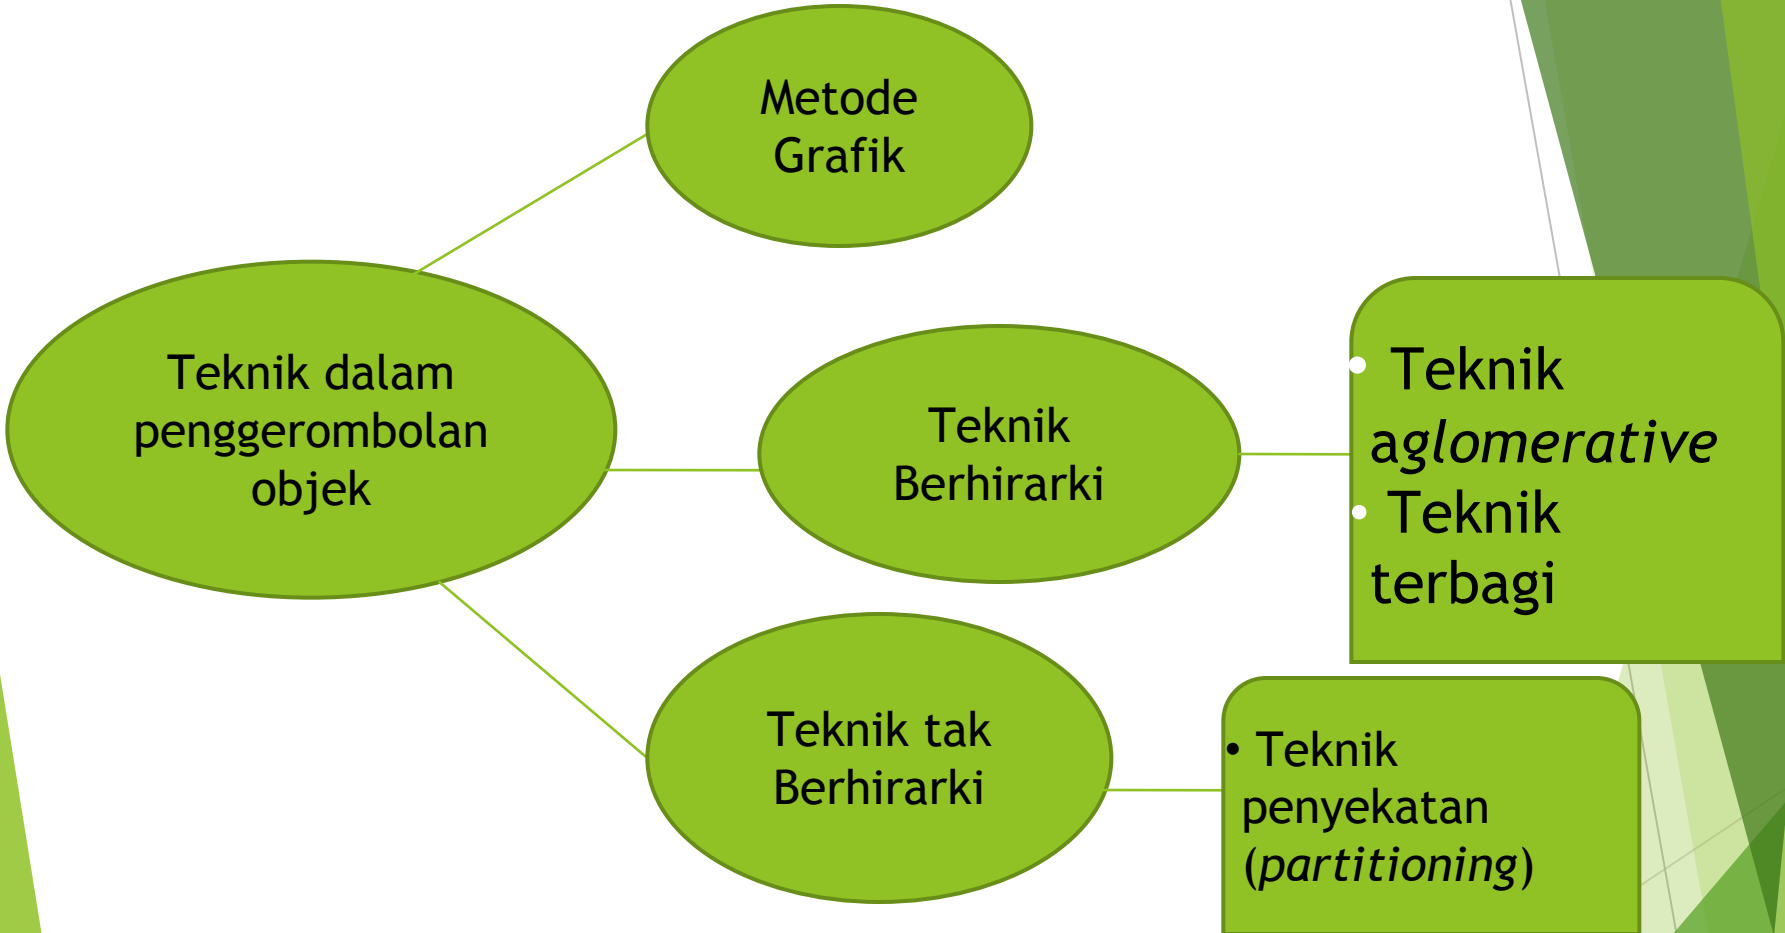 Metode
Grafik
Teknik dalam
penggerombolan
objek
Teknik
Berhirarki
• Teknik
aglomerative
• Teknik
terbagi
Teknik tak
Berhirarki
• Teknik
penyekatan
(partitioning)